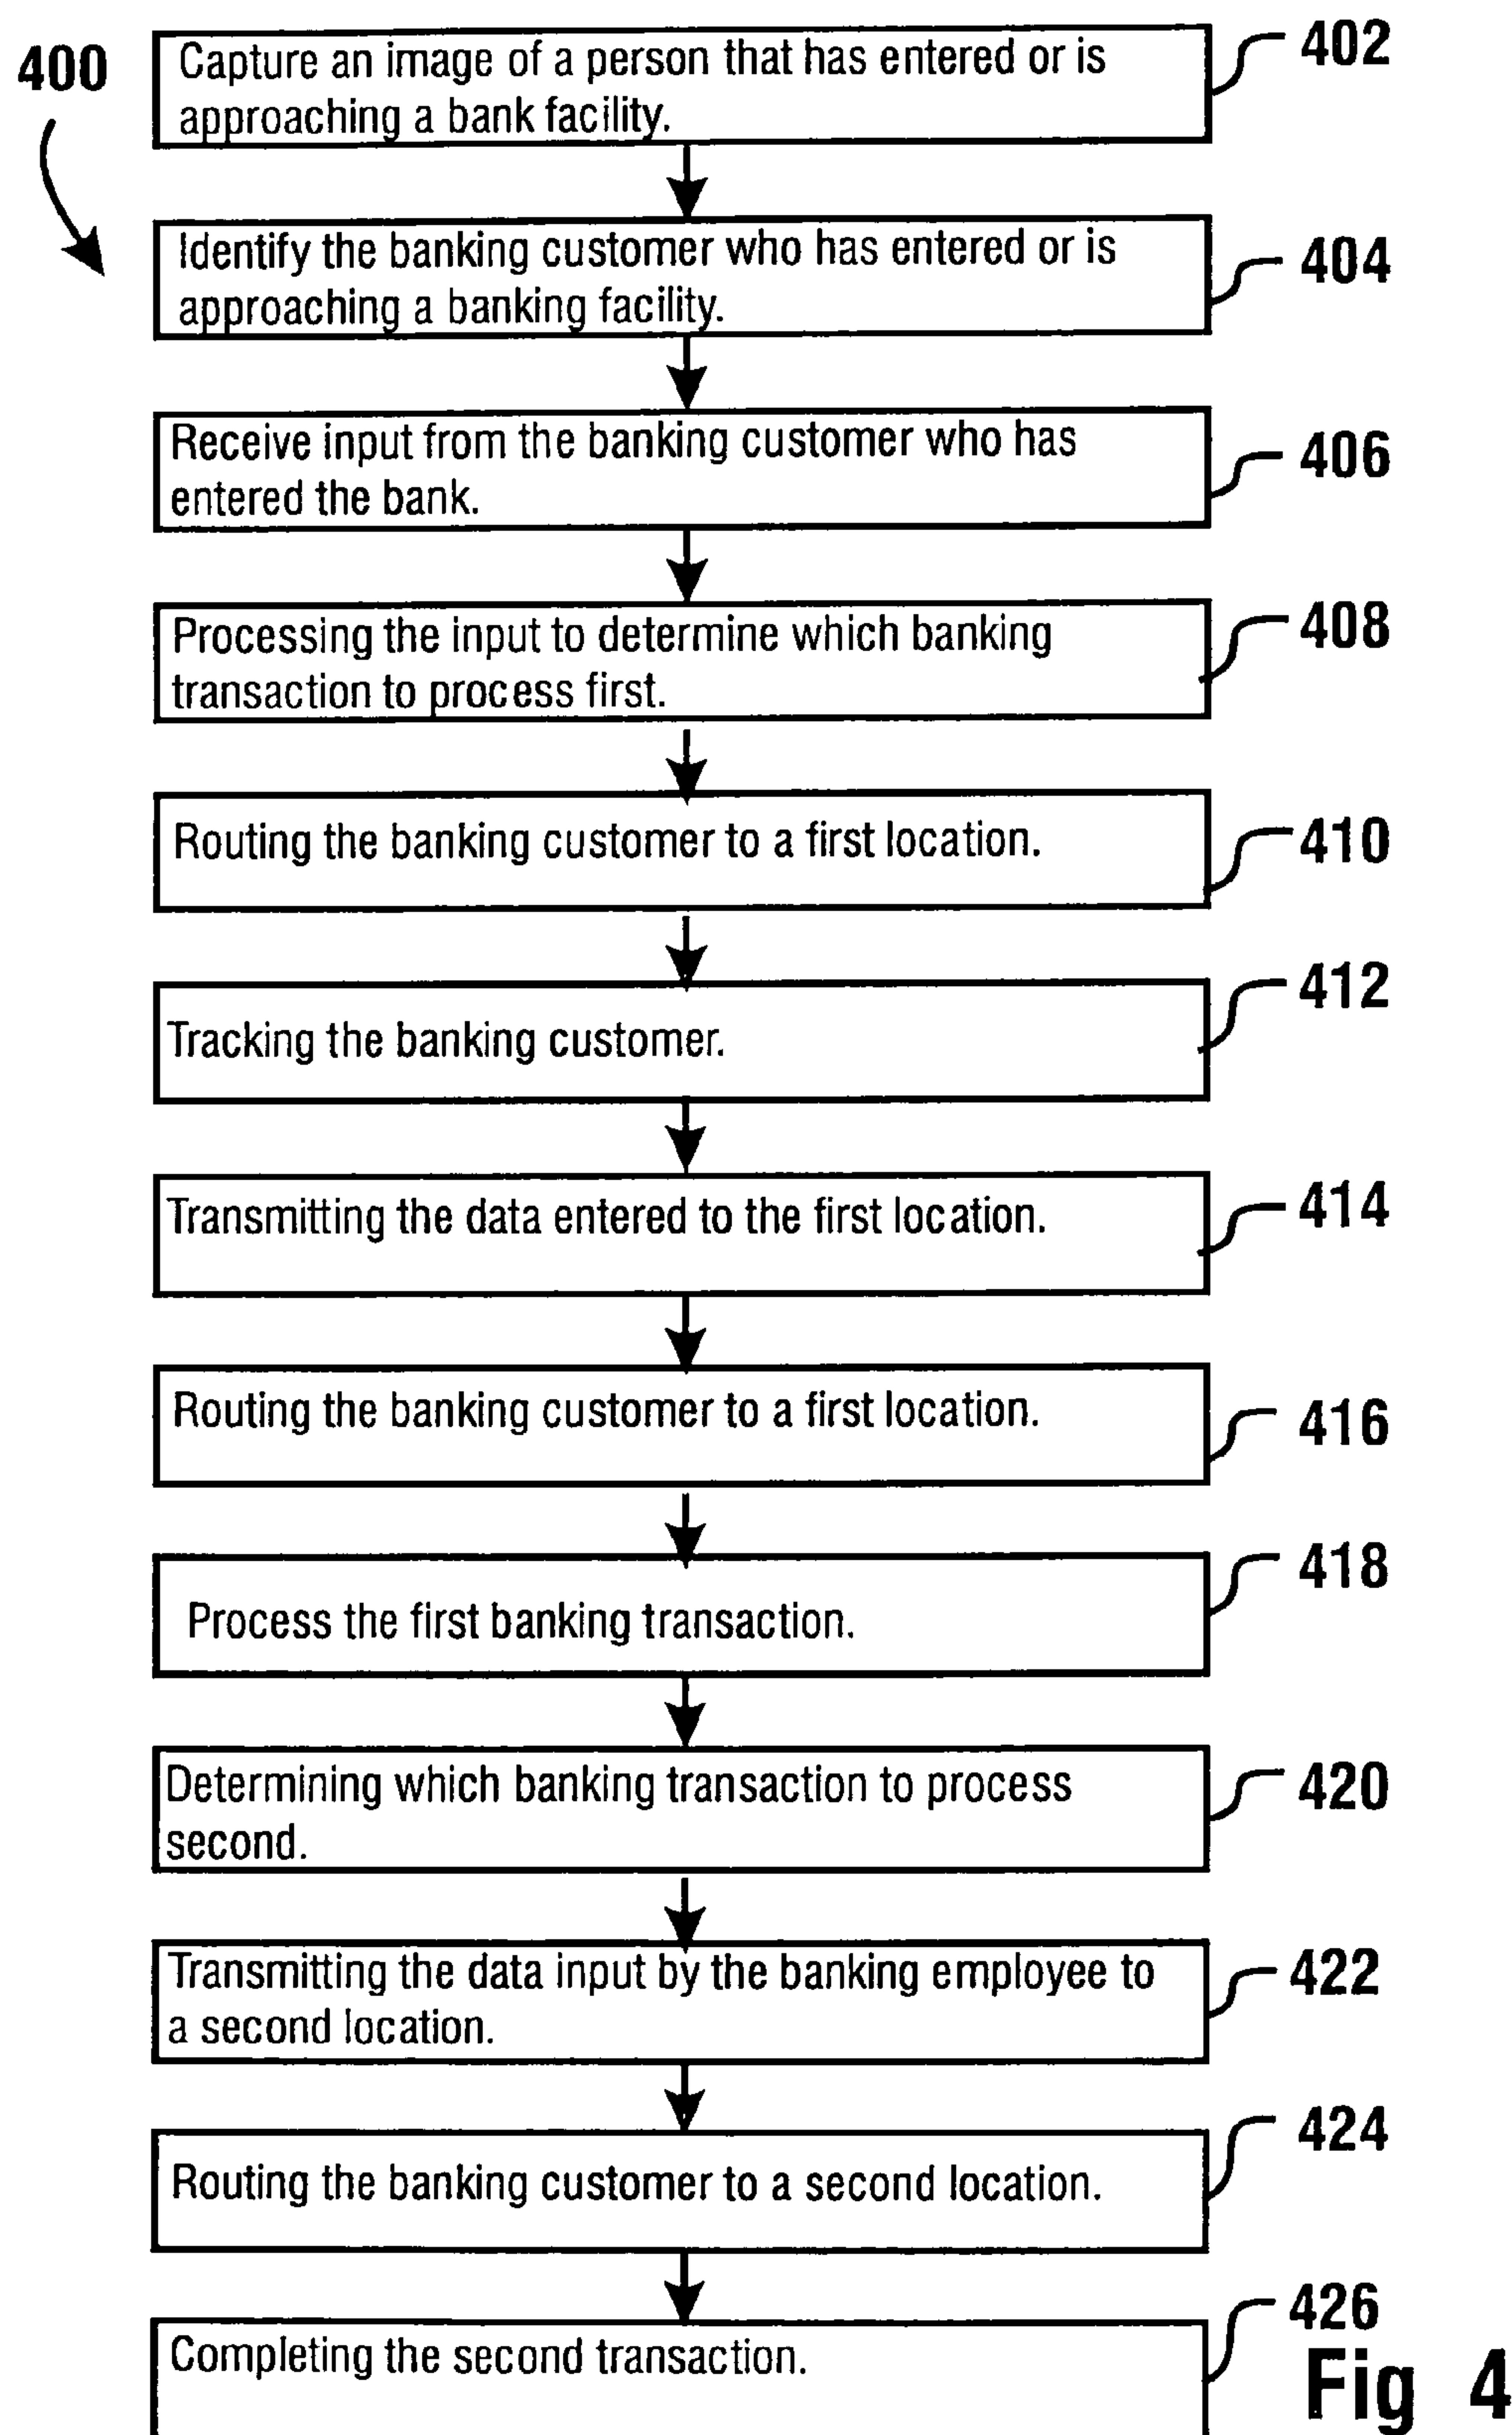 400
Capture an image of a person that has entered or is
approaching a bank facility.
402
Identify the banking customer who has entered or is
approaching a banking facility.
404
Receive input from the banking customer who has
entered the bank.
406
Processing the input to determine which banking
transaction to process first.
408
Routing the banking customer to a first location.
410
Tracking the banking customer.
412
Transmitting the data entered to the first location.
414
Routing the banking customer to a first location.
416
Process the first banking transaction.
418
Determining which banking transaction to process
second.
420
Transmitting the data input by the banking employee to
a second location.
422
Routing the banking customer to a second location.
424
Completing the second transaction.
426
Fig 4